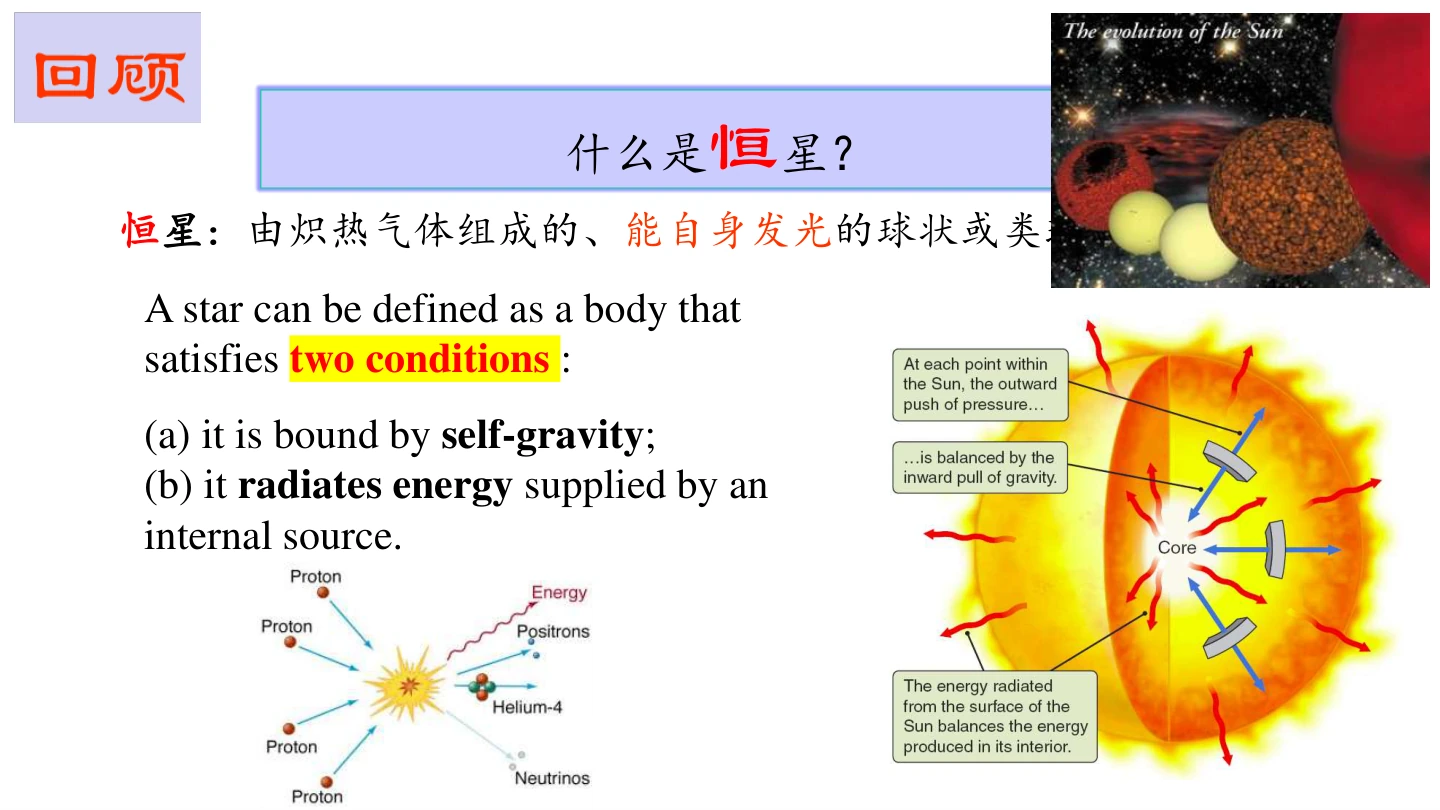 回顾
The evolution of the Sun
什么是恒星？
恒星：由炽热气体组成的、能自身发光的球状或类
A star can be defined as a body that
satisfies two conditions :
(a) it is bound by self-gravity;
(b) it radiates energy supplied by an
internal source.
At each point within
the Sun, the outward
push of pressure…
…is balanced by the
inward pull of gravity.
Core
The energy radiated
from the surface of the
Sun balances the energy
produced in its interior.
Proton
Energy
Proton
Positrons
Helium-4
Proton
Neutrinos
Proton